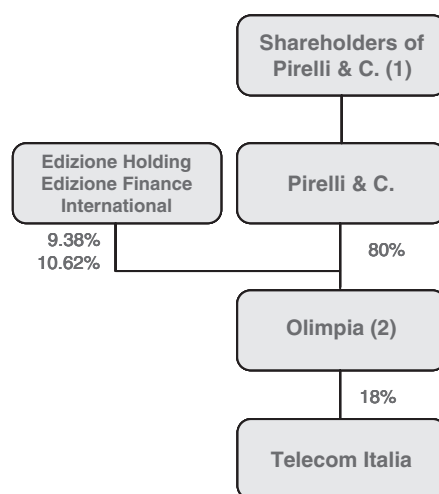 Shareholders of
Pirelli & C. (1)
Edizione Holding
Edizione Finance
International
Pirelli & C.
9.38%
10.62%
80%
Olimpia (2)
18%
Telecom Italia